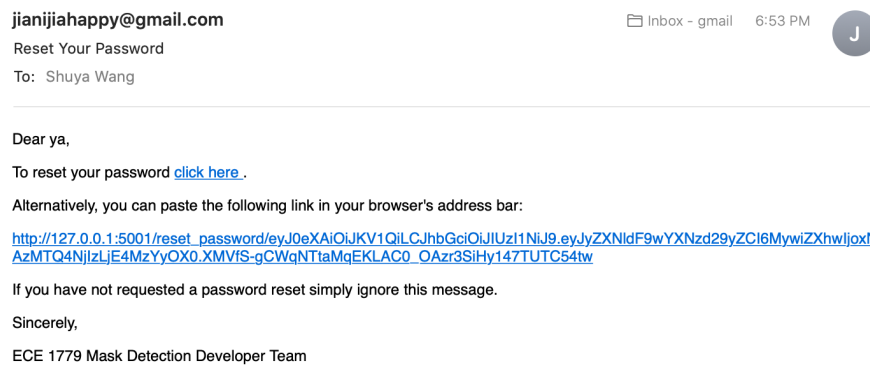 jianijiahappy@gmail.com
Inbox - gmail 6:53 PM
J
Reset Your Password
To: Shuya Wang
Dear ya,
To reset your password click here .
Alternatively, you can paste the following link in your browser's address bar:
http://127.0.0.1:5001/reset_password/eyJ0eXAiOiJKV1QiLCJhbGciOiJIUzI1NiJ9.eyJyZXNldF9wYXNzd29yZCI6MywiZXhwIjoxN
AzMTQ4NjIzLjE4MzYyOX0.XMVfS-gCWqNTtaMqEKLAC0_OAzr3SiHy147TUTC54tw
If you have not requested a password reset simply ignore this message.
Sincerely,
ECE 1779 Mask Detection Developer Team